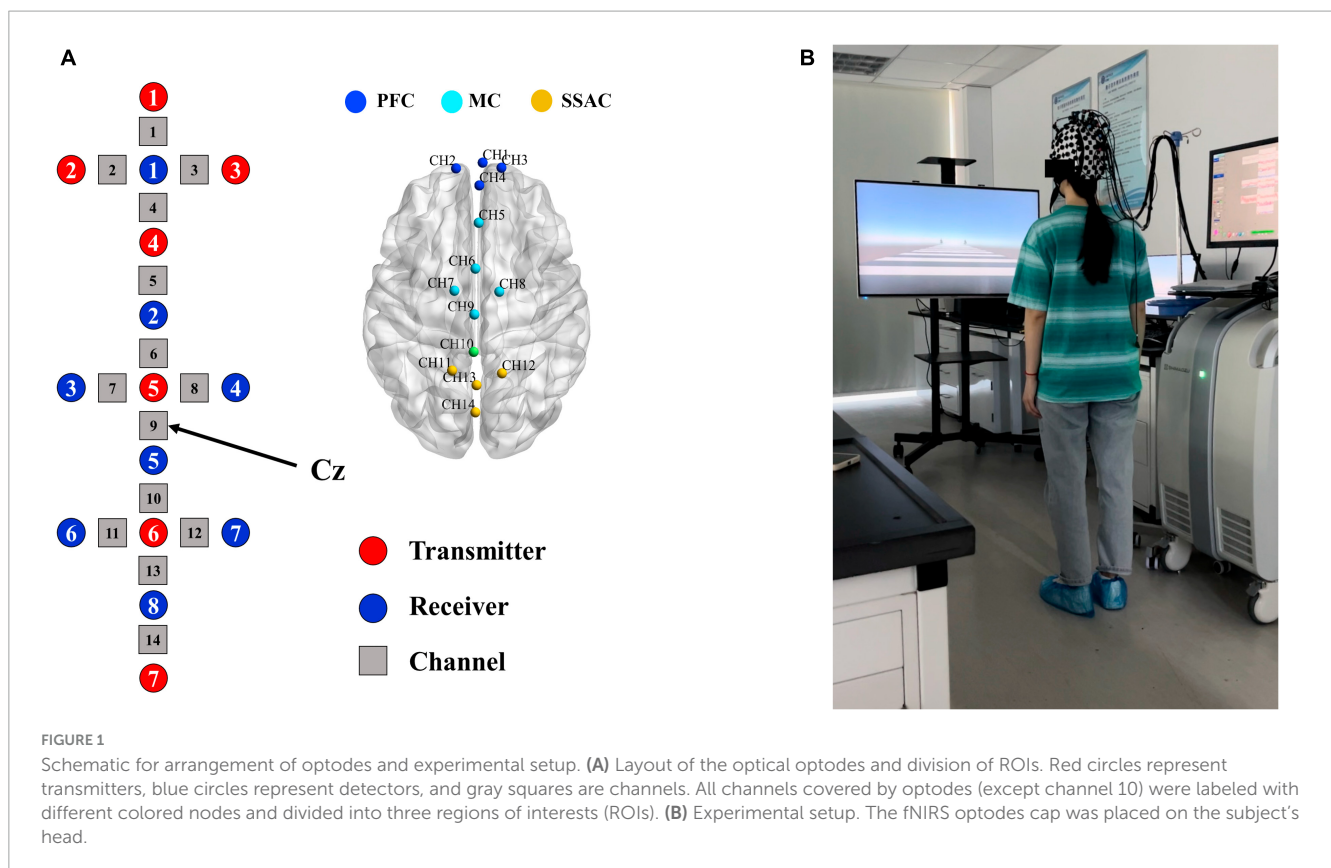 A
B
1
PFC MC SSAC
1
2 2 1 3 3
CH2 CH1 CH3
4
CH4
4
CH5
5
CH6
2
CH7 CH8
6
CH9
3 7 5 8 4
CH10
9
CH11 CH12
CH13
5
Cz
CH14
10
6 11 6 12 7
Transmitter
13
8
Receiver
14
Channel
7
FIGURE 1
Schematic for arrangement of optodes and experimental setup. (A) Layout of the optical optodes and division of ROIs. Red circles represent
transmitters, blue circles represent detectors, and gray squares are channels. All channels covered by optodes (except channel 10) were labeled with
different colored nodes and divided into three regions of interests (ROIs). (B) Experimental setup. The fNIRS optodes cap was placed on the subject's
head.